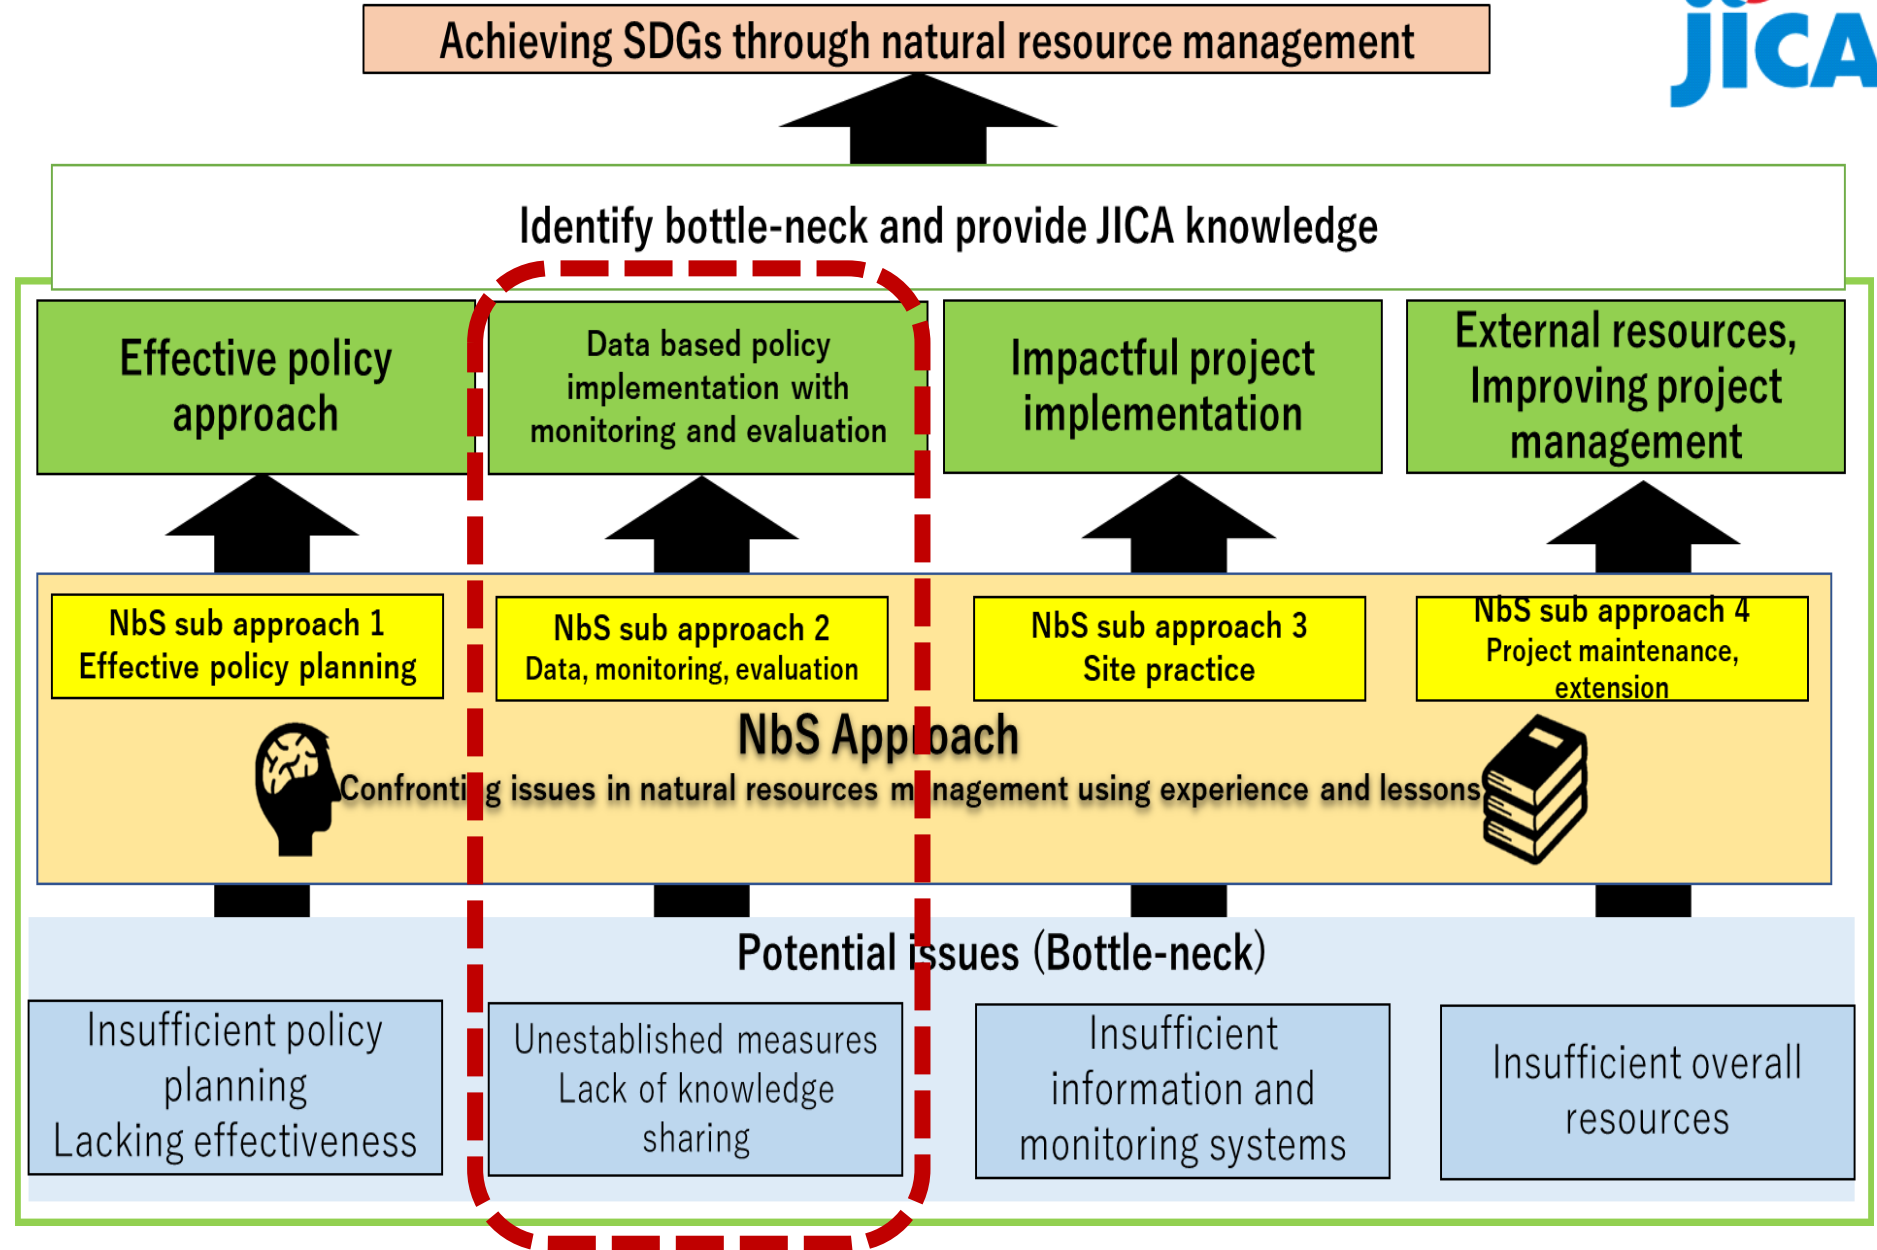 Achieving SDGs through natural resource management
jICA
Identify bottle-neck and provide JICA knowledge
Effective policy
approach
Data based policy
implementation with
monitoring and evaluation
Impactful project
implementation
External resources,
Improving project
management
NbS sub approach 1
Effective policy planning
NbS sub approach 2
Data, monitoring, evaluation
NbS sub approach 3
Site practice
NbS sub approach 4
Project maintenance,
extension
NbS Approach
Confronting issues in natural resources management using experience and lessons
Potential issues (Bottle-neck)
Insufficient policy
planning
Lacking effectiveness
Unestablished measures
Lack of knowledge
sharing
Insufficient
information and
monitoring systems
Insufficient overall
resources